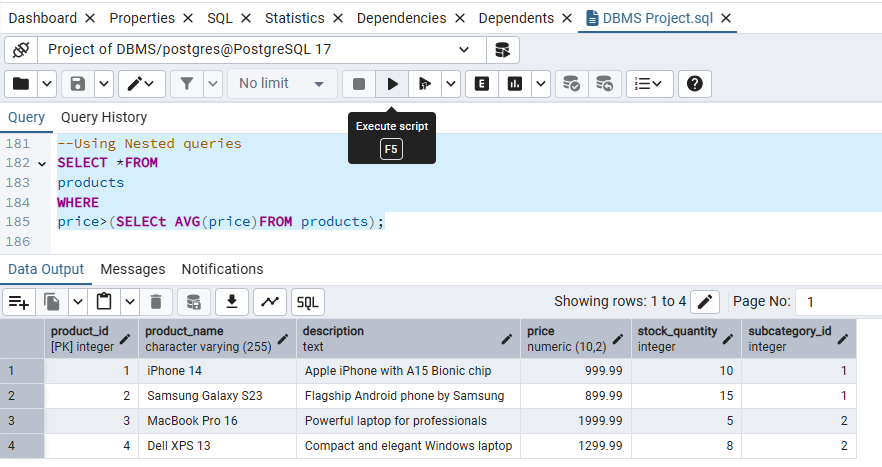 Dashboard × Properties × SQL × Statistics × Dependencies × Dependents × DBMS Project.sql ×
Project of DBMS/postgres@PostgreSQL 17
No limit
Query Query History
Execute script
F5
181 --Using Nested queries
182 SELECT *FROM
183 products
184 WHERE
185 price>(SELECt AVG(price)FROM products);
186
Data Output Messages Notifications
SQL Showing rows: 1 to 4 Page No: 1
product_id product_name description price stock_quantity subcategory_id
[PK] integer character varying (255) text numeric (10,2) integer integer
1 1 iPhone 14 Apple iPhone with A15 Bionic chip 999.99 10 1
2 2 Samsung Galaxy S23 Flagship Android phone by Samsung 899.99 15 1
3 3 MacBook Pro 16 Powerful laptop for professionals 1999.99 5 2
4 4 Dell XPS 13 Compact and elegant Windows laptop 1299.99 8 2